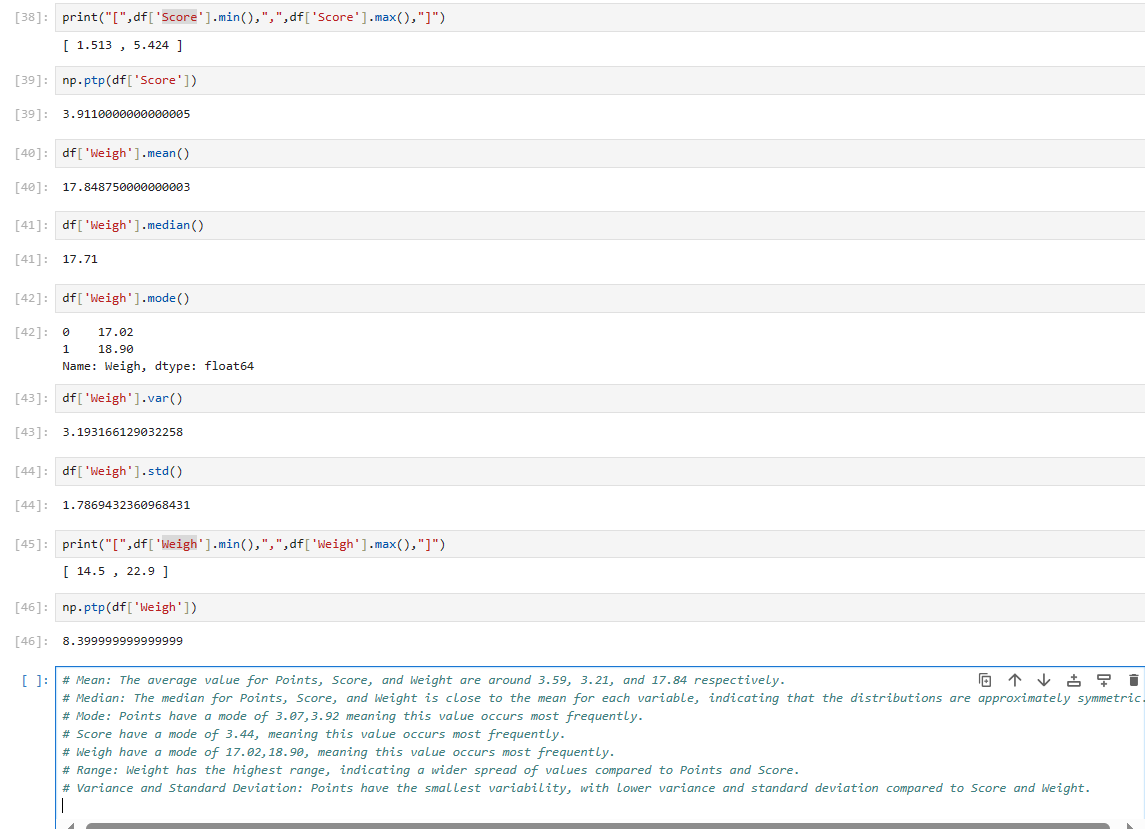 [38]: print("[",df['Score'].min(),",",df['Score'].max(),"]")
[ 1.513 , 5.424 ]
[39]: np.ptp(df['Score'])
[39]: 3.9110000000000005
[40]: df['Weigh'].mean()
[40]: 17.848750000000003
[41]: df['Weigh'].median()
[41]: 17.71
[42]: df['Weigh'].mode()
[42]: 0    17.02
1    18.90
Name: Weigh, dtype: float64
[43]: df['Weigh'].var()
[43]: 3.193166129032258
[44]: df['Weigh'].std()
[44]: 1.7869432360968431
[45]: print("[",df['Weigh'].min(),",",df['Weigh'].max(),"]")
[ 14.5 , 22.9 ]
[46]: np.ptp(df['Weigh'])
[46]: 8.399999999999999
[ ]: # Mean: The average value for Points, Score, and Weight are around 3.59, 3.21, and 17.84 respectively.
# Median: The median for Points, Score, and Weight is close to the mean for each variable, indicating that the distributions are approximately symmetric.
# Mode: Points have a mode of 3.07,3.92 meaning this value occurs most frequently.
# Score have a mode of 3.44, meaning this value occurs most frequently.
# Weigh have a mode of 17.02,18.90, meaning this value occurs most frequently.
# Range: Weight has the highest range, indicating a wider spread of values compared to Points and Score.
# Variance and Standard Deviation: Points have the smallest variability, with lower variance and standard deviation compared to Score and Weight.